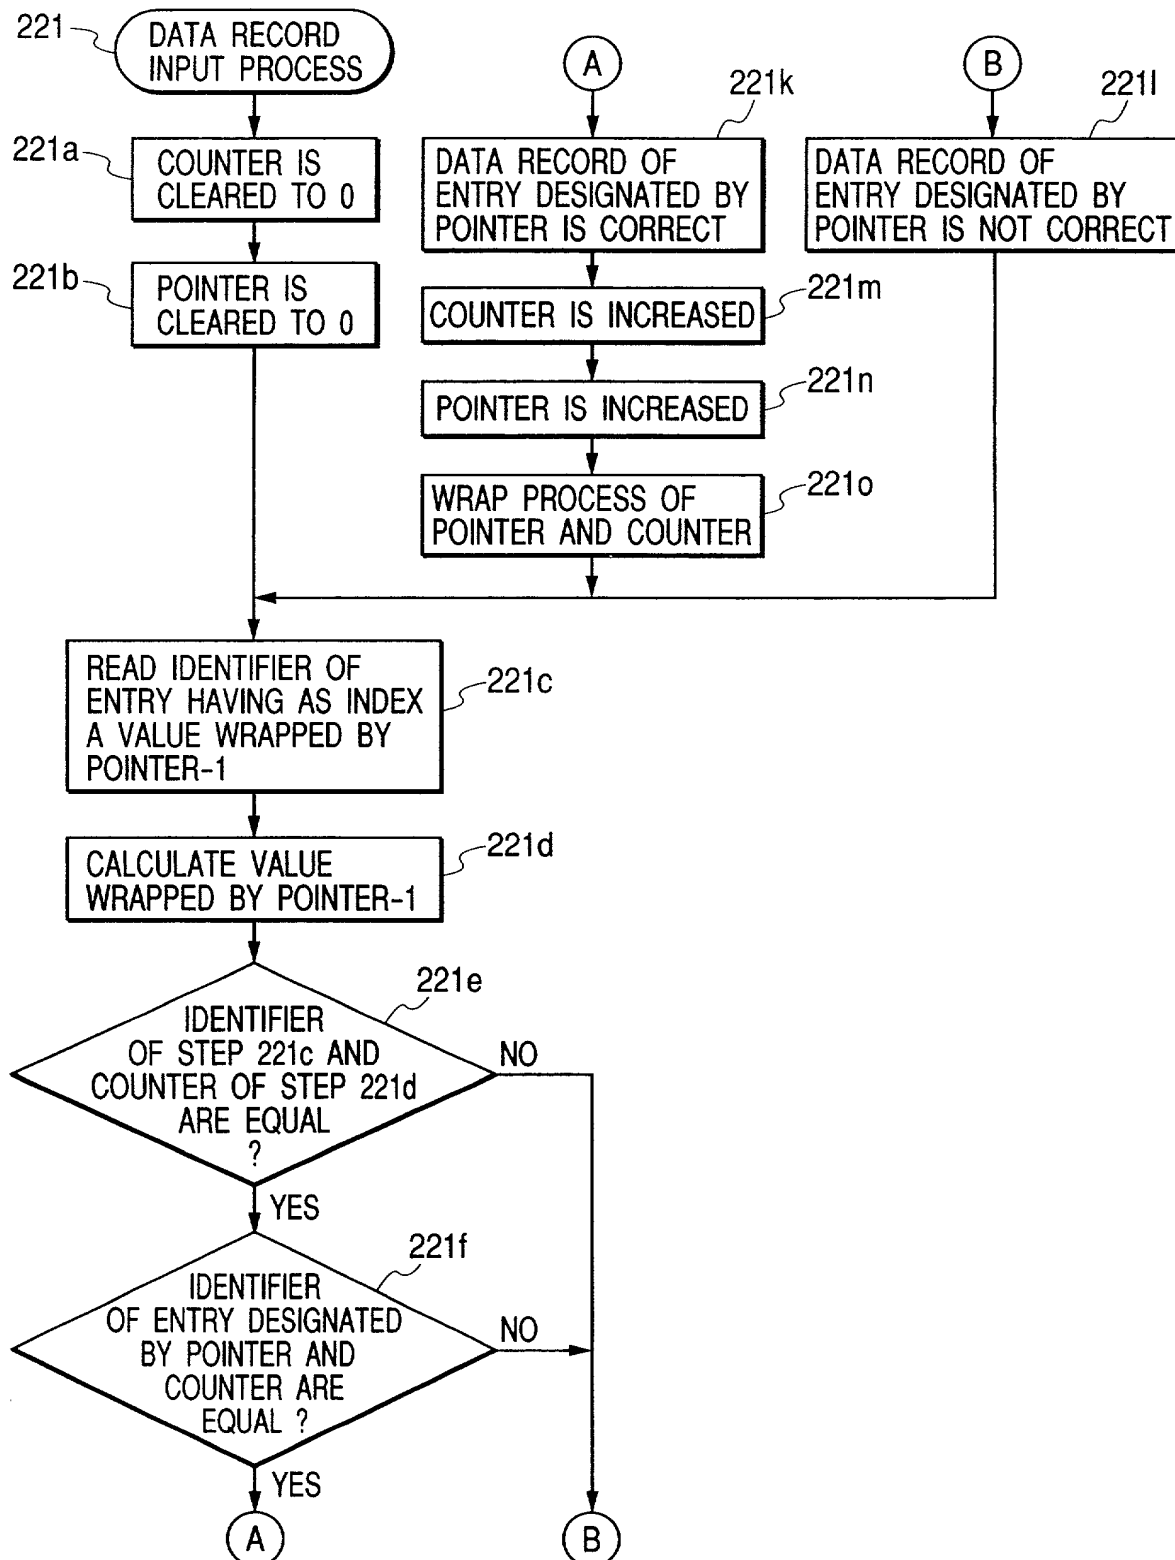 221
DATA RECORD
INPUT PROCESS
221a
COUNTER IS
CLEARED TO 0
221b
POINTER IS
CLEARED TO 0
A
221k
DATA RECORD OF
ENTRY DESIGNATED BY
POINTER IS CORRECT
221m
COUNTER IS INCREASED
221n
POINTER IS INCREASED
221o
WRAP PROCESS OF
POINTER AND COUNTER
B
221l
DATA RECORD OF
ENTRY DESIGNATED BY
POINTER IS NOT CORRECT
READ IDENTIFIER OF
ENTRY HAVING AS INDEX
A VALUE WRAPPED BY
POINTER-1
221c
CALCULATE VALUE
WRAPPED BY POINTER-1
221d
221e
IDENTIFIER
OF STEP 221c AND
COUNTER OF STEP 221d
ARE EQUAL
?
NO
YES
221f
IDENTIFIER
OF ENTRY DESIGNATED
BY POINTER AND
COUNTER ARE
EQUAL ?
NO
YES
A
B